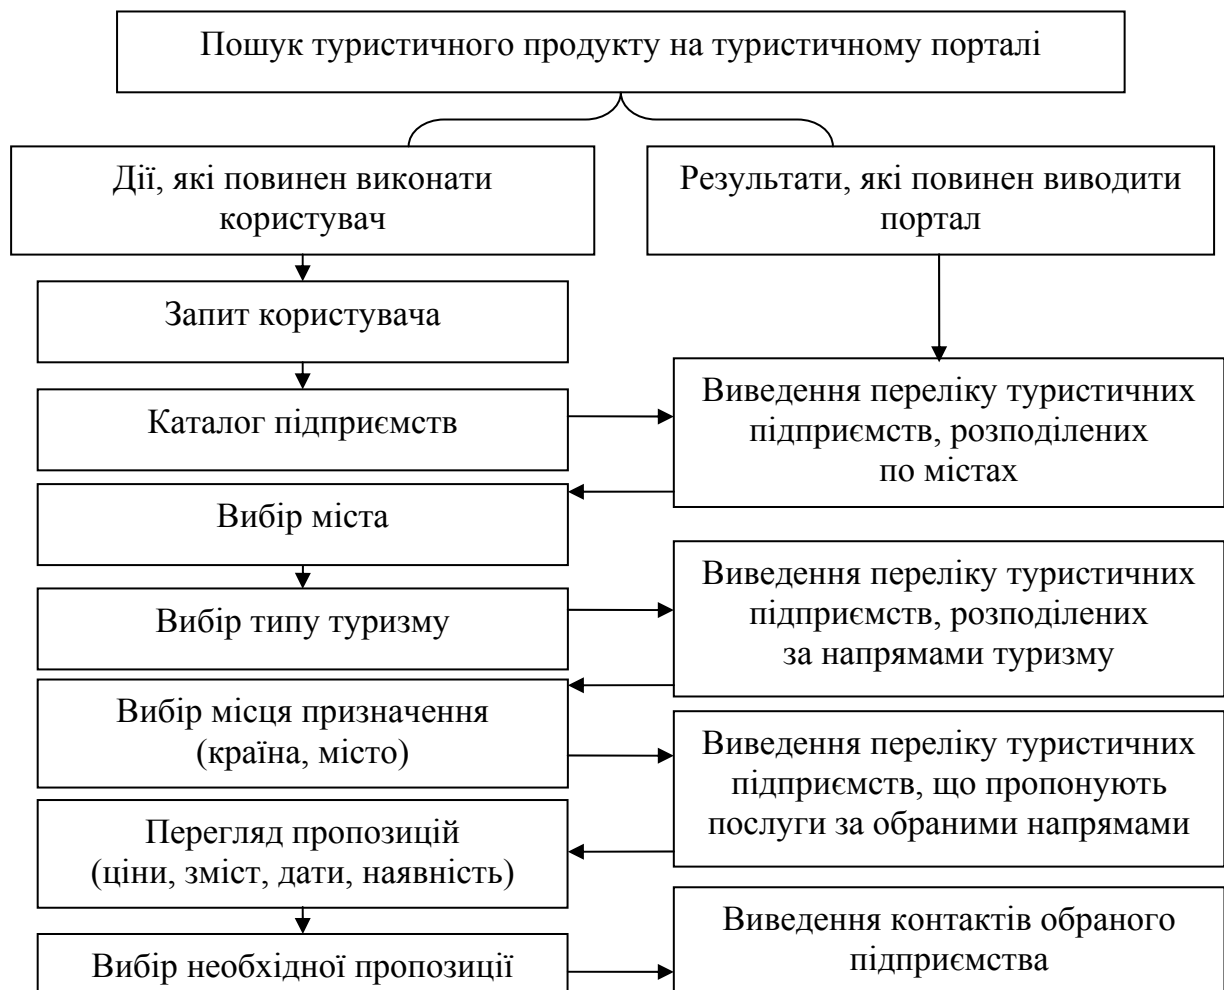 Пошук туристичного продукту на туристичному порталі
Дії, які повинен виконати
користувач
Результати, які повинен виводити
портал
Запит користувача
Каталог підприємств
Виведення переліку туристичних
підприємств, розподілених
по містах
Вибір міста
Вибір типу туризму
Виведення переліку туристичних
підприємств, розподілених
за напрямами туризму
Вибір місця призначення
(країна, місто)
Виведення переліку туристичних
підприємств, що пропонують
послуги за обраними напрямами
Перегляд пропозицій
(ціни, зміст, дати, наявність)
Вибір необхідної пропозиції
Виведення контактів обраного
підприємства